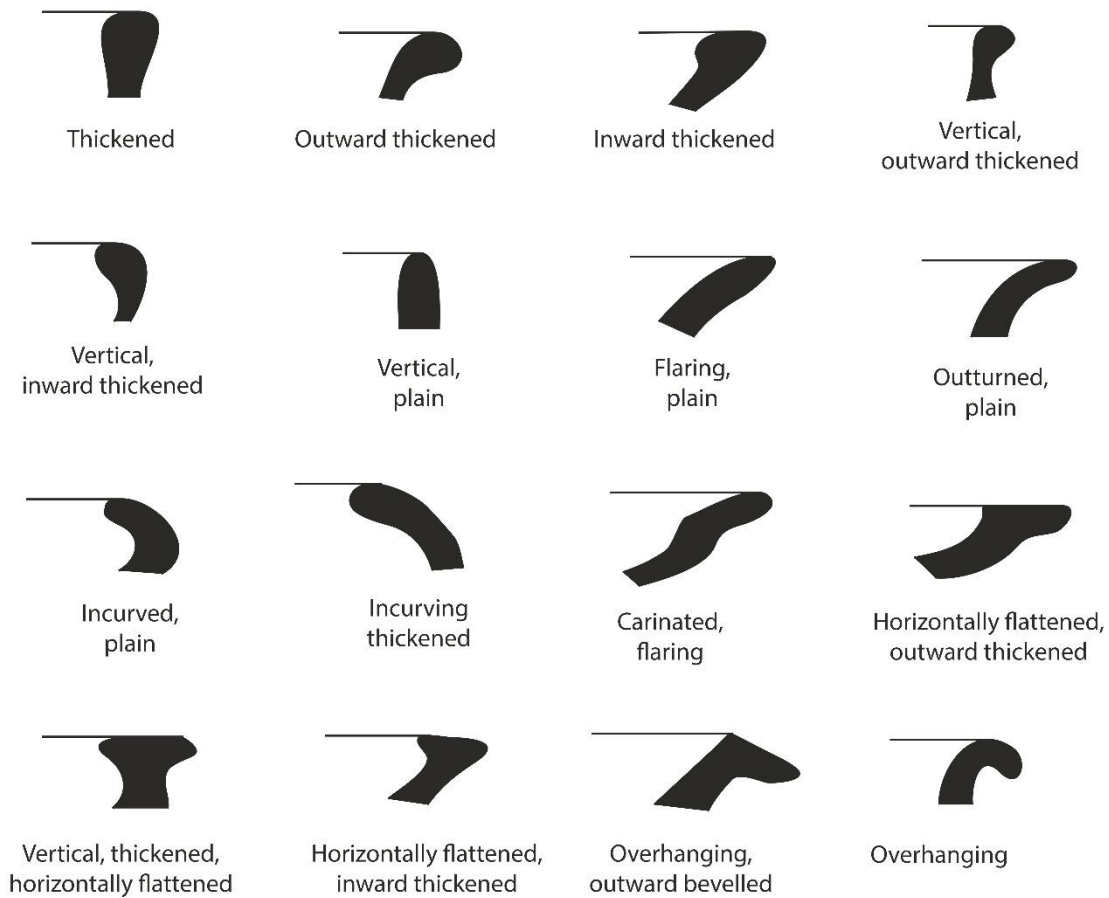 Thickened
Outward thickened
Inward thickened
Vertical,
outward thickened
Vertical,
inward thickened
Vertical,
plain
Flaring,
plain
Outturned,
plain
Incurved,
plain
Incurving
thickened
Carinated,
flaring
Horizontally flattened,
outward thickened
Vertical, thickened,
horizontally flattened
Horizontally flattened,
inward thickened
Overhanging,
outward bevelled
Overhanging